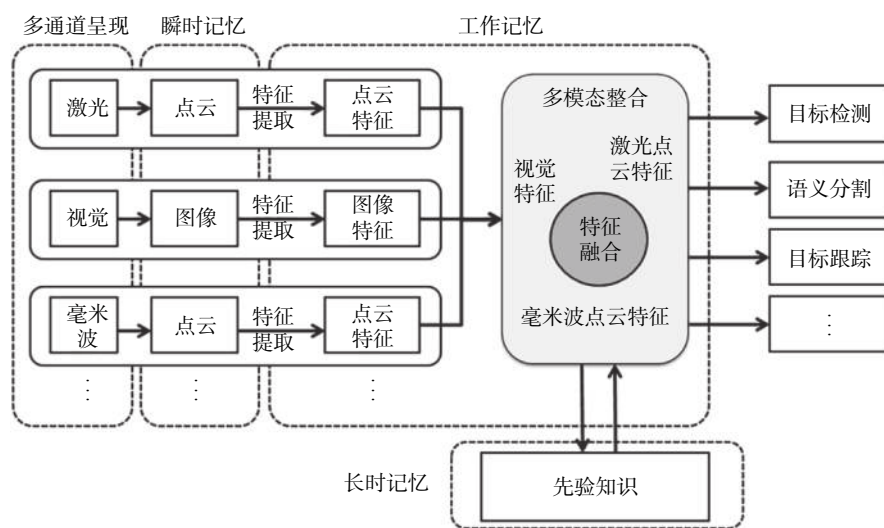 多通道呈现
瞬时记忆
工作记忆
激光
点云
特征
提取
点云
特征
视觉
图像
特征
提取
图像
特征
毫米
波
点云
特征
提取
点云
特征
⋮
⋮
⋮
多模态整合
激光点
云特征
视觉
特征
特征
融合
毫米波点云特征
目标检测
语义分割
目标跟踪
⋮
长时记忆
先验知识